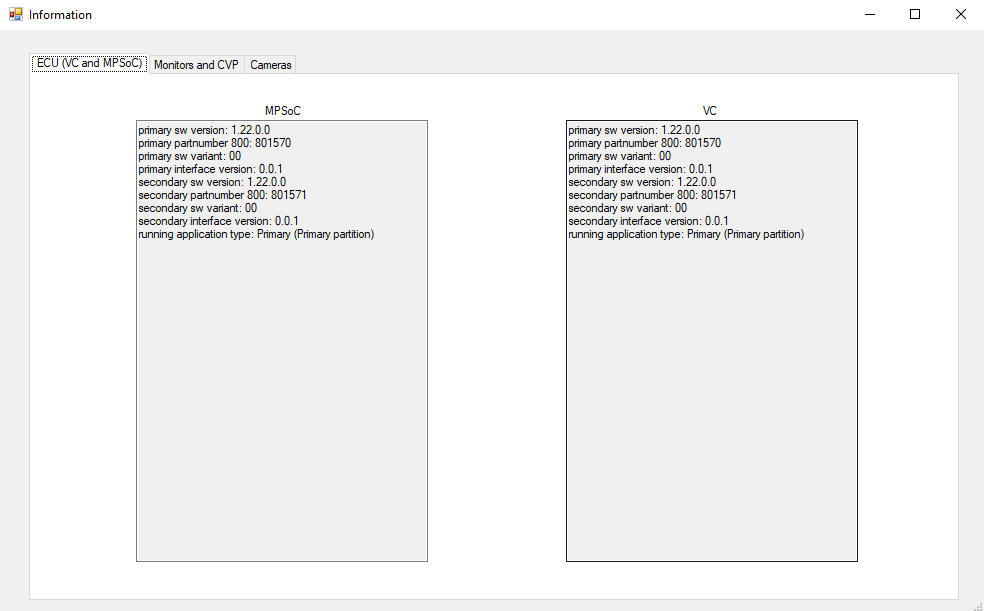 Information
ECU (VC and MPSoC) Monitors and CVP Cameras
MPSoC
primary sw version: 1.22.0.0
primary partnumber 800: 801570
primary sw variant: 00
primary interface version: 0.0.1
secondary sw version: 1.22.0.0
secondary partnumber 800: 801571
secondary sw variant: 00
secondary interface version: 0.0.1
running application type: Primary (Primary partition)
VC
primary sw version: 1.22.0.0
primary partnumber 800: 801570
primary sw variant: 00
primary interface version: 0.0.1
secondary sw version: 1.22.0.0
secondary partnumber 800: 801571
secondary sw variant: 00
secondary interface version: 0.0.1
running application type: Primary (Primary partition)